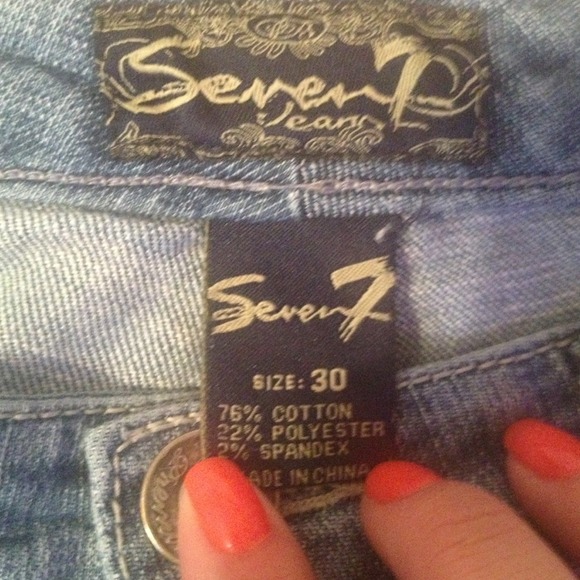 Seven7
Jeans
Seven7
SIZE: 30
76% COTTON
22% POLYESTER
2% SPANDEX
MADE IN CHINA